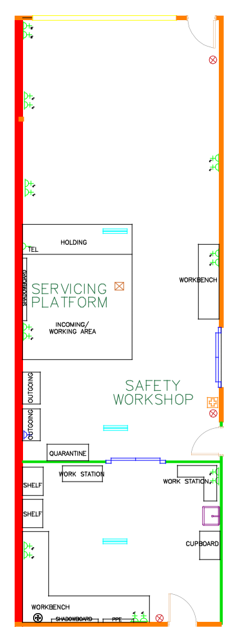 HOLDING
TEL
WORKBENCH
SHADOWBOARD
SERVICING
PLATFORM
INCOMING/
WORKING AREA
OUTGOING
SAFETY
WORKSHOP
OUTGOING
QUARANTINE
WORK STATION
WORK STATION
SHELF
SHELF
CUPBOARD
WORKBENCH
SHADOWBOARD
PPE